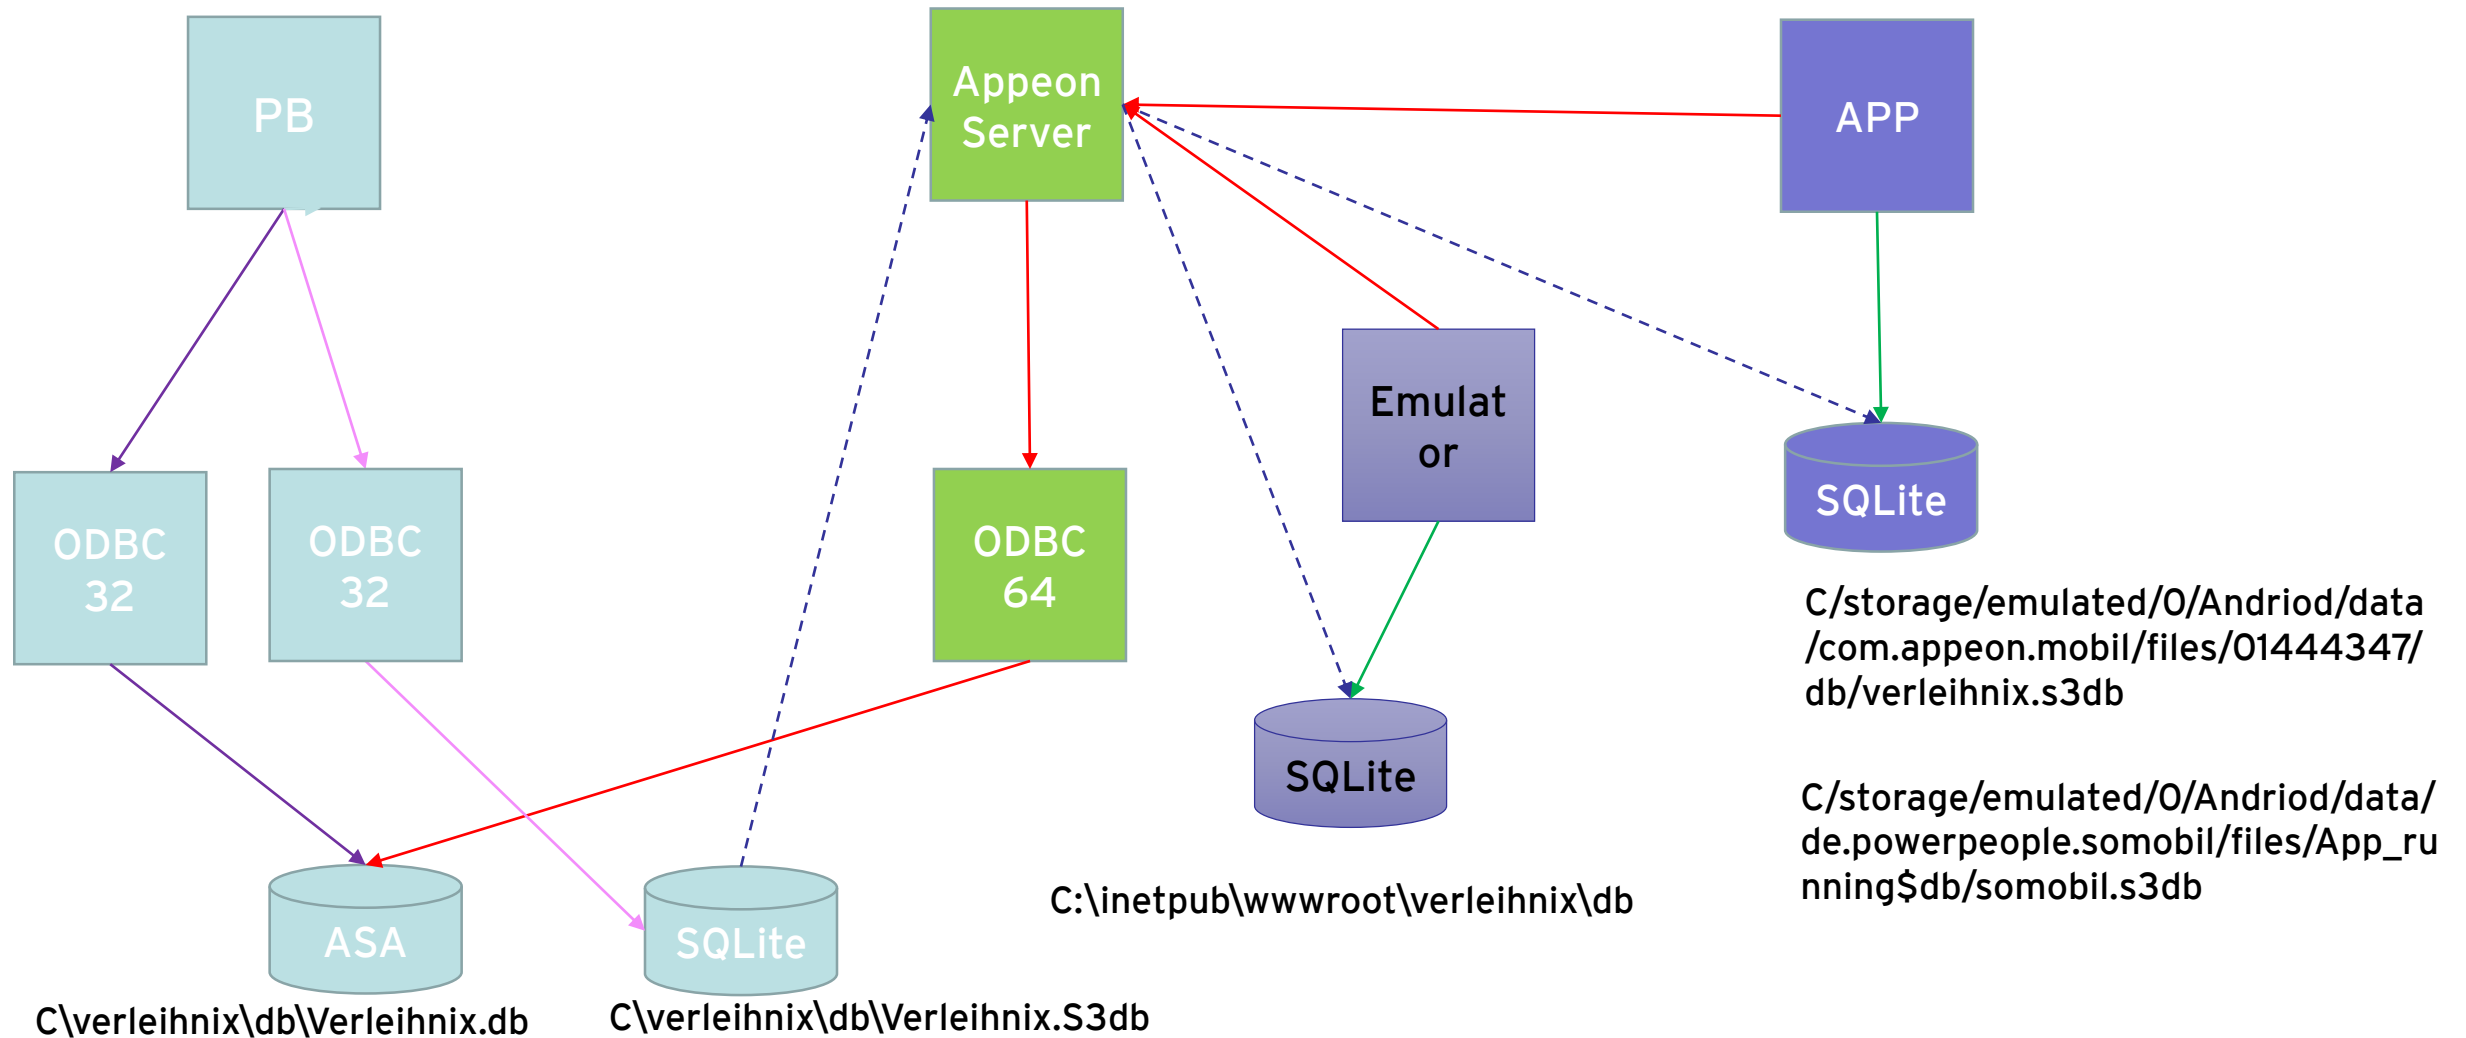 PB
Appeon
Server
APP
Emulat
or
ODBC
32
ODBC
32
ODBC
64
SQLite
C/storage/emulated/0/Andriod/data
/com.appeon.mobil/files/01444347/
db/verleihnix.s3db
SQLite
C/storage/emulated/0/Andriod/data/
de.powerpeople.somobil/files/App_ru
nning$db/somobil.s3db
C:\inetpub\wwwroot\verleihnix\db
ASA
SQLite
C\verleihnix\db\Verleihnix.db
C\verleihnix\db\Verleihnix.S3db